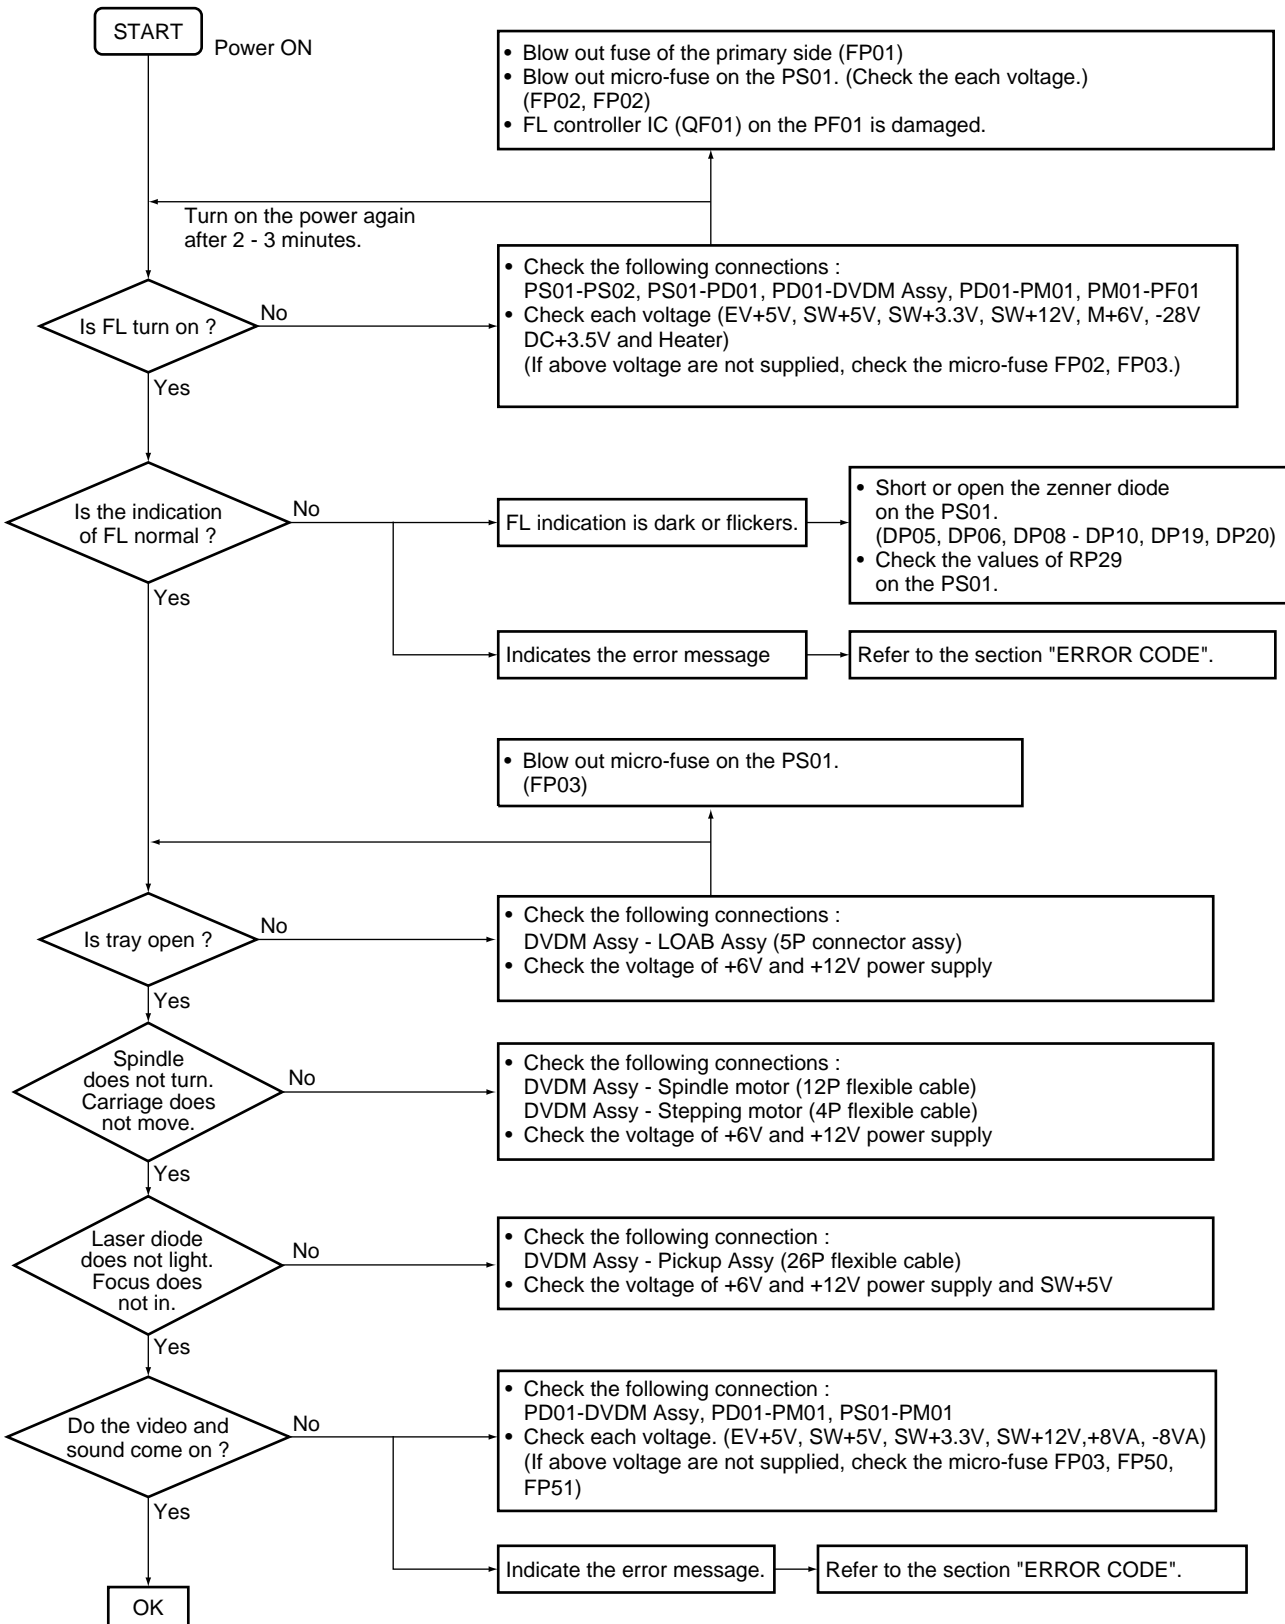 START
Power ON
• Blow out fuse of the primary side (FP01)
• Blow out micro-fuse on the PS01. (Check the each voltage.)
(FP02, FP02)
• FL controller IC (QF01) on the PF01 is damaged.
Turn on the power again
after 2 - 3 minutes.
Is FL turn on ?
No
Yes
• Check the following connections :
PS01-PS02, PS01-PD01, PD01-DVDM Assy, PD01-PM01, PM01-PF01
• Check each voltage (EV+5V, SW+5V, SW+3.3V, SW+12V, M+6V, -28V
DC+3.5V and Heater)
(If above voltage are not supplied, check the micro-fuse FP02, FP03.)
Is the indication
of FL normal ?
No
Yes
FL indication is dark or flickers.
• Short or open the zenner diode
on the PS01.
(DP05, DP06, DP08 - DP10, DP19, DP20)
• Check the values of RP29
on the PS01.
Indicates the error message
Refer to the section "ERROR CODE".
• Blow out micro-fuse on the PS01.
(FP03)
Is tray open ?
No
Yes
• Check the following connections :
DVDM Assy - LOAB Assy (5P connector assy)
• Check the voltage of +6V and +12V power supply
Spindle
does not turn.
Carriage does
not move.
No
Yes
• Check the following connections :
DVDM Assy - Spindle motor (12P flexible cable)
DVDM Assy - Stepping motor (4P flexible cable)
• Check the voltage of +6V and +12V power supply
Laser diode
does not light.
Focus does
not in.
No
Yes
• Check the following connection :
DVDM Assy - Pickup Assy (26P flexible cable)
• Check the voltage of +6V and +12V power supply and SW+5V
Do the video and
sound come on ?
No
Yes
• Check the following connection :
PD01-DVDM Assy, PD01-PM01, PS01-PM01
• Check each voltage. (EV+5V, SW+5V, SW+3.3V, SW+12V,+8VA, -8VA)
(If above voltage are not supplied, check the micro-fuse FP03, FP50,
FP51)
Indicate the error message.
Refer to the section "ERROR CODE".
OK